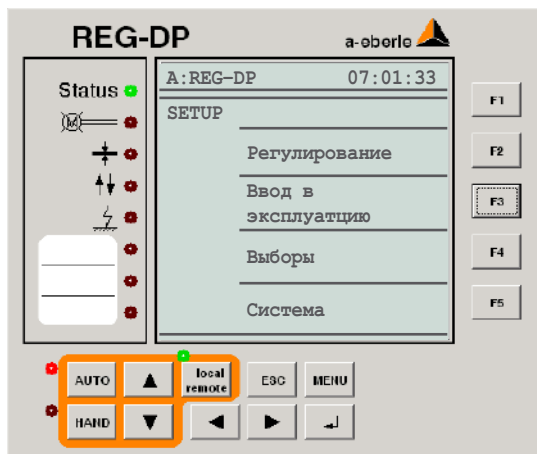 REG-DP
a-eberle
Status
A:REG-DP 07:01:33
SETUP
Регулирование
Ввод в
эксплуатцию
Выборы
Система
F1
F2
F3
F4
F5
AUTO
local
remote
ESC
MENU
HAND